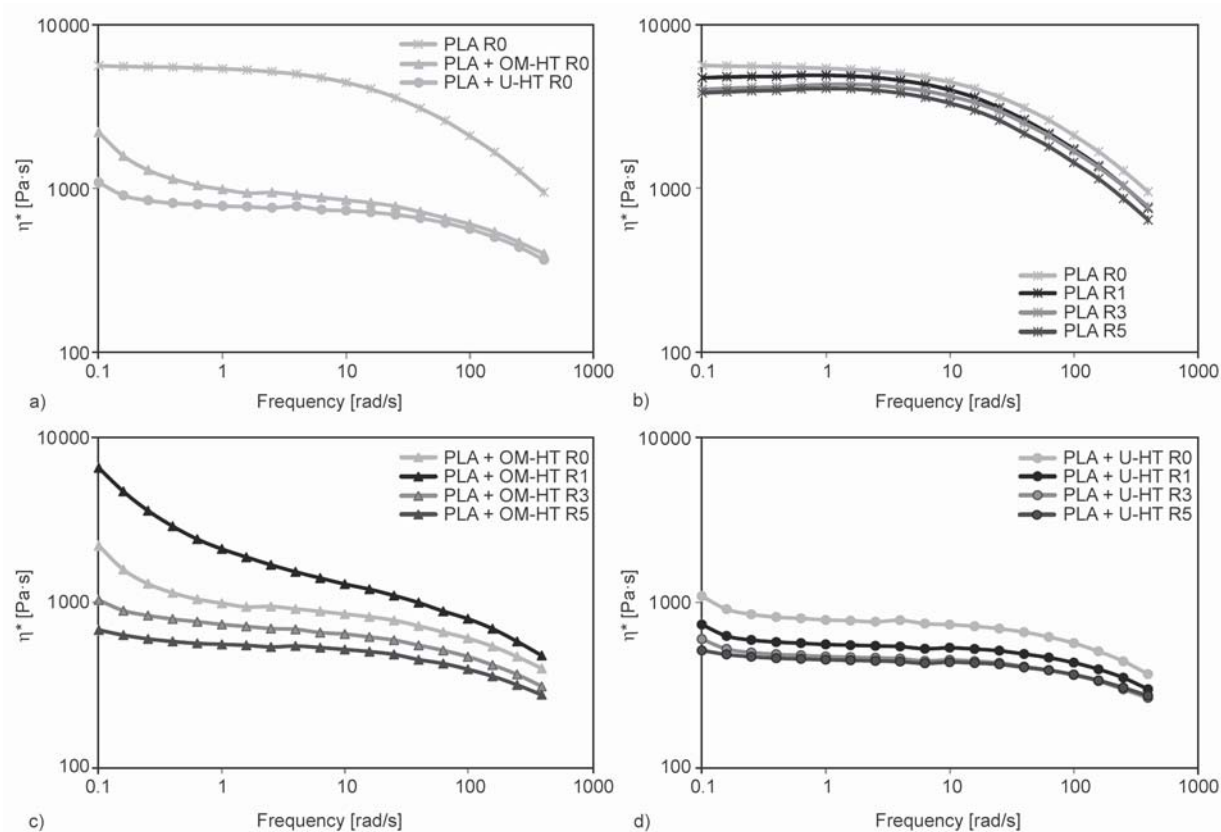 10000
1000
100
η* [Pa·s]
PLA R0
PLA + OM-HT R0
PLA + U-HT R0
0.1 1 10 100 1000
a) Frequency [rad/s]
10000
1000
100
η* [Pa·s]
PLA R0
PLA R1
PLA R3
PLA R5
0.1 1 10 100 1000
b) Frequency [rad/s]
10000
1000
100
η* [Pa·s]
PLA + OM-HT R0
PLA + OM-HT R1
PLA + OM-HT R3
PLA + OM-HT R5
0.1 1 10 100 1000
c) Frequency [rad/s]
10000
1000
100
η* [Pa·s]
PLA + U-HT R0
PLA + U-HT R1
PLA + U-HT R3
PLA + U-HT R5
0.1 1 10 100 1000
d) Frequency [rad/s]